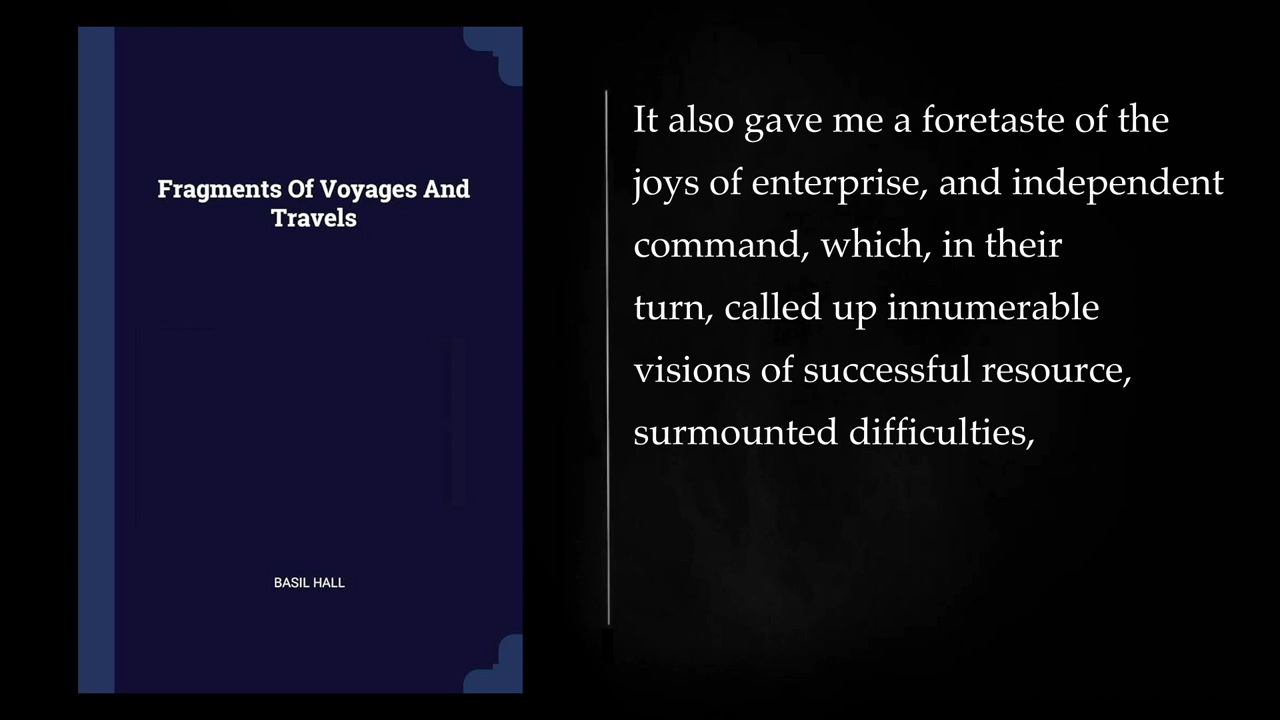 Fragments Of Voyages And
Travels
BASIL HALL
It also gave me a foretaste of the
joys of enterprise, and independent
command, which, in their
turn, called up innumerable
visions of successful resource,
surmounted difficulties,